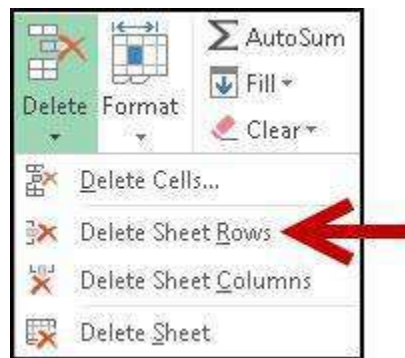 AutoSum
Fill
Clear
Delete Format
Delete Cells...
Delete Sheet Rows
Delete Sheet Columns
Delete Sheet